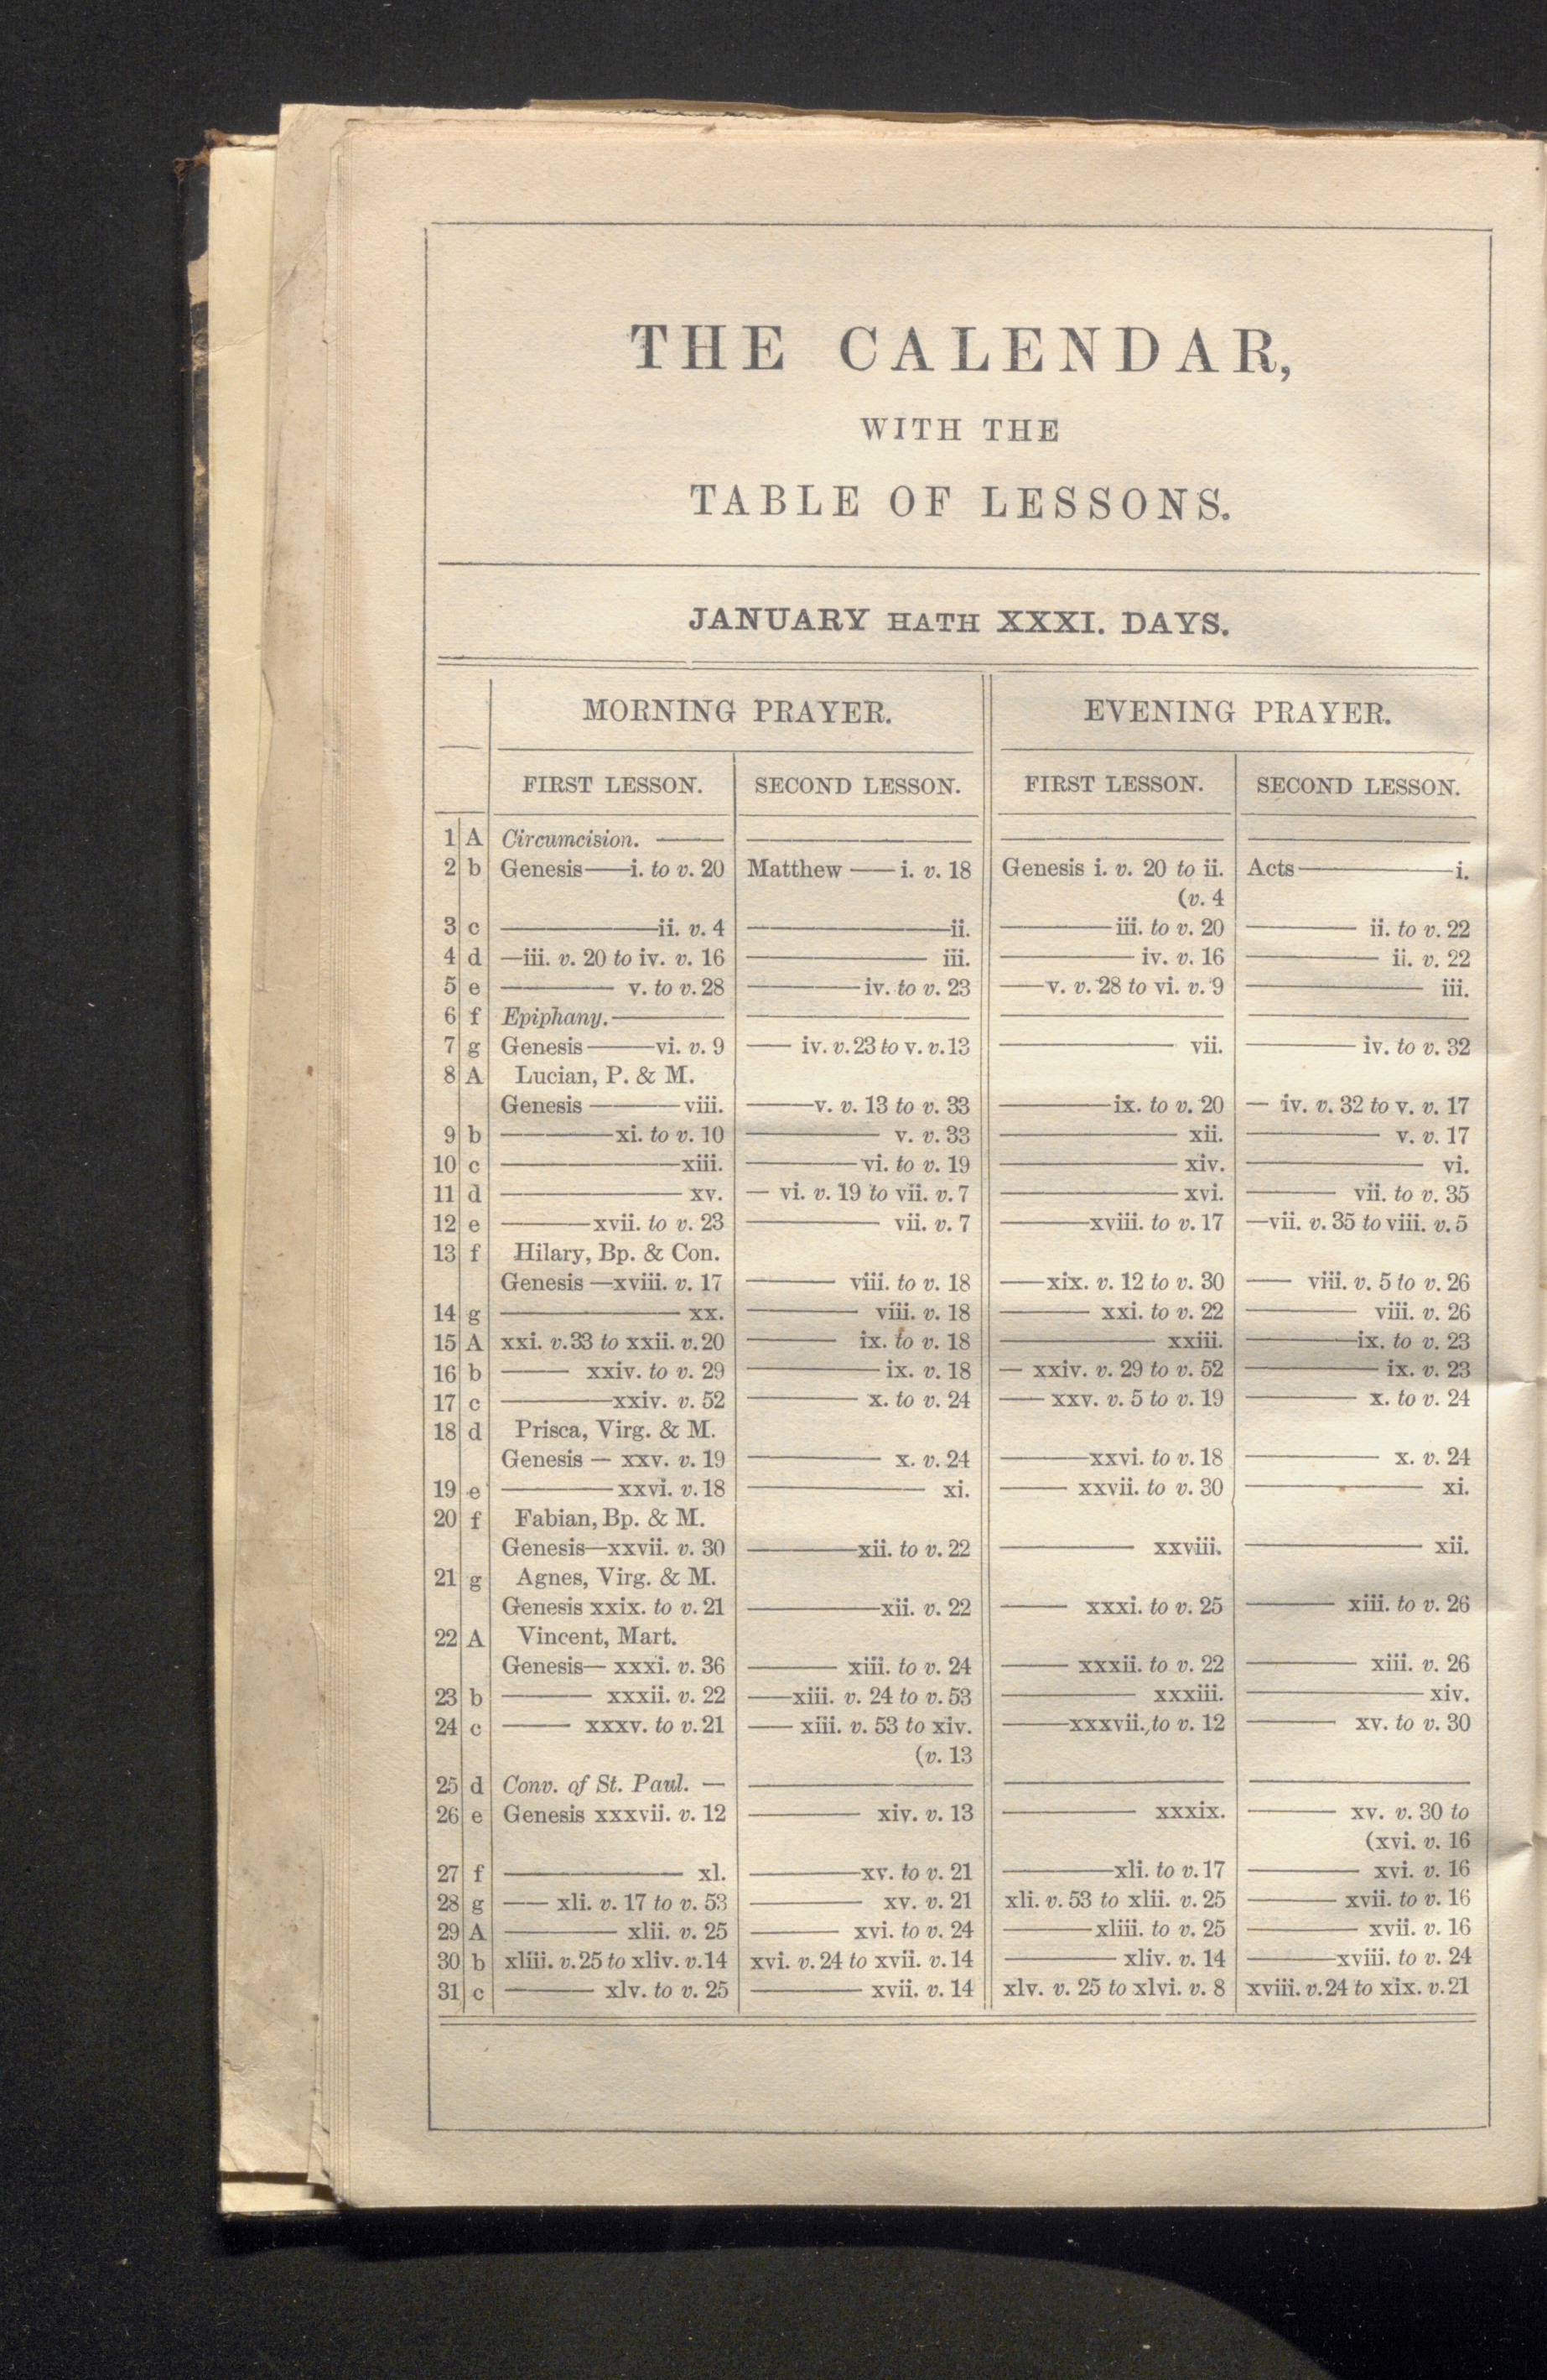 THE CALENDAR,
WITH THE
TABLE OF LESSONS.
JANUARY HATH XXXI. DAYS.
MORNING PRAYER. EVENING PRAYER.
FIRST LESSON. SECOND LESSON. FIRST LESSON. SECOND LESSON.
1 A Circumcision. —— —— —— ——
2 b Genesis——i. to v. 20 Matthew —— i. v. 18 Genesis i. v. 20 to ii. Acts——i.
(v. 4
3 c ——ii. v. 4 ——ii. ——iii. to v. 20 —— ii. to v. 22
4 d —iii. v. 20 to iv. v. 16 —— iii. —— iv. v. 16 —— ii. v. 22
5 e —— v. to v. 28 ——iv. to v. 23 ——v. v. 28 to vi. v. 9 —— iii.
6 f Epiphany.—— —— —— ——
7 g Genesis——vi. v. 9 —— iv. v. 23 to v. v. 13 —— vii. ——iv. to v. 32
8 A Lucian, P. & M.
Genesis ——viii. ——v. v. 13 to v. 33 ——ix. to v. 20 — iv. v. 32 to v. v. 17
9 b ——xi. to v. 10 —— v. v. 33 —— xii. —— v. v. 17
10 c ——xiii. ——vi. to v. 19 —— xiv. —— vi.
11 d —— xv. — vi. v. 19 to vii. v. 7 ——xvi. —— vii. to v. 35
12 e ——xvii. to v. 23 —— vii. v. 7 ——xviii. to v. 17 —vii. v. 35 to viii. v. 5
13 f Hilary, Bp. & Con.
Genesis —xviii. v. 17 —— viii. to v. 18 ——xix. v. 12 to v. 30 —— viii. v. 5 to v. 26
14 g —— xx. —— viii. v. 18 —— xxi. to v. 22 —— viii. v. 26
15 A xxi. v. 33 to xxii. v. 20 —— ix. to v. 18 —— xxiii. ——ix. to v. 23
16 b —— xxiv. to v. 29 ——ix. v. 18 — xxiv. v. 29 to v. 52 —— ix. v. 23
17 c ——xxiv. v. 52 —— x. to v. 24 —— xxv. v. 5 to v. 19 —— x. to v. 24
18 d Prisca, Virg. & M.
Genesis — xxv. v. 19 —— x. v. 24 ——xxvi. to v. 18 —— x. v. 24
19 e ——xxvi. v. 18 —— xi. —— xxvii. to v. 30 —— xi.
20 f Fabian, Bp. & M.
Genesis—xxvii. v. 30 ——xii. to v. 22 —— xxviii. —— xii.
21 g Agnes, Virg. & M.
Genesis xxix. to v. 21 ——xii. v. 22 —— xxxi. to v. 25 —— xiii. to v. 26
22 A Vincent, Mart.
Genesis— xxxi. v. 36 —— xiii. to v. 24 —— xxxii. to v. 22 —— xiii. v. 26
23 b —— xxxii. v. 22 ——xiii. v. 24 to v. 53 —— xxxiii. ——xiv.
24 c —— xxxv. to v. 21 —— xiii. v. 53 to xiv. ——xxxvii., to v. 12 —— xv. to v. 30
(v. 13
25 d Conv. of St. Paul. — —— —— ——
26 e Genesis xxxvii. v. 12 —— xiv. v. 13 —— xxxix. —— xv. v. 30 to
(xvi. v. 16
27 f —— xl. ——xv. to v. 21 ——xli. to v. 17 —— xvi. v. 16
28 g —— xli. v. 17 to v. 53 —— xv. v. 21 xli. v. 53 to xlii. v. 25 —— xvii. to v. 16
29 A —— xlii. v. 25 —— xvi. to v. 24 ——xliii. to v. 25 —— xvii. v. 16
30 b xliii. v. 25 to xliv. v. 14 xvi. v. 24 to xvii. v. 14 —— xliv. v. 14 ——xviii. to v. 24
31 c —— xlv. to v. 25 —— xvii. v. 14 xlv. v. 25 to xlvi. v. 8 xviii. v. 24 to xix. v. 21